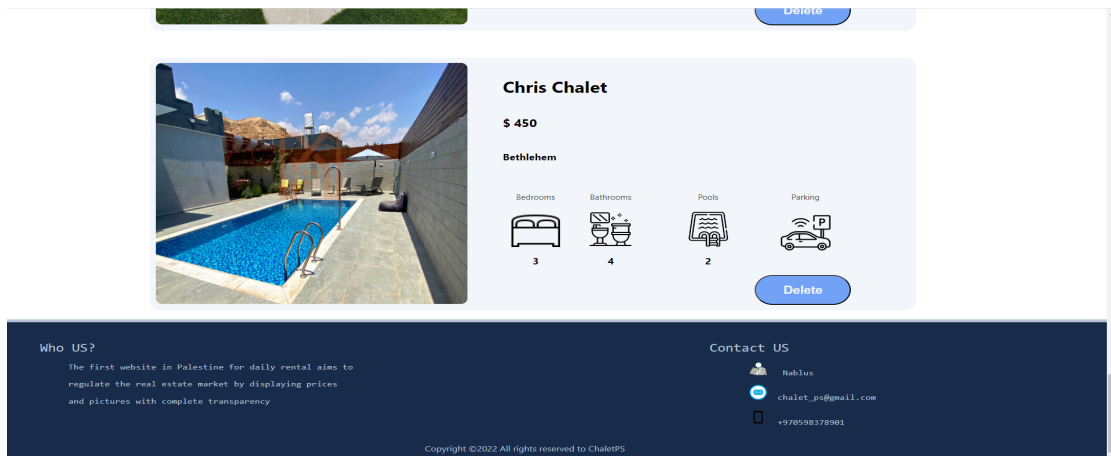 Delete
Chris Chalet
$ 450
Bethlehem
Bedrooms Bathrooms Pools Parking
P
3 4 2
Delete
Who US?
The first website in Palestine for daily rental aims to
regulate the real estate market by displaying prices
and pictures with complete transparency
Contact US
Nablus
chalet_ps@gmail.com
+970598378901
Copyright ©2022 All rights reserved to ChaletPS